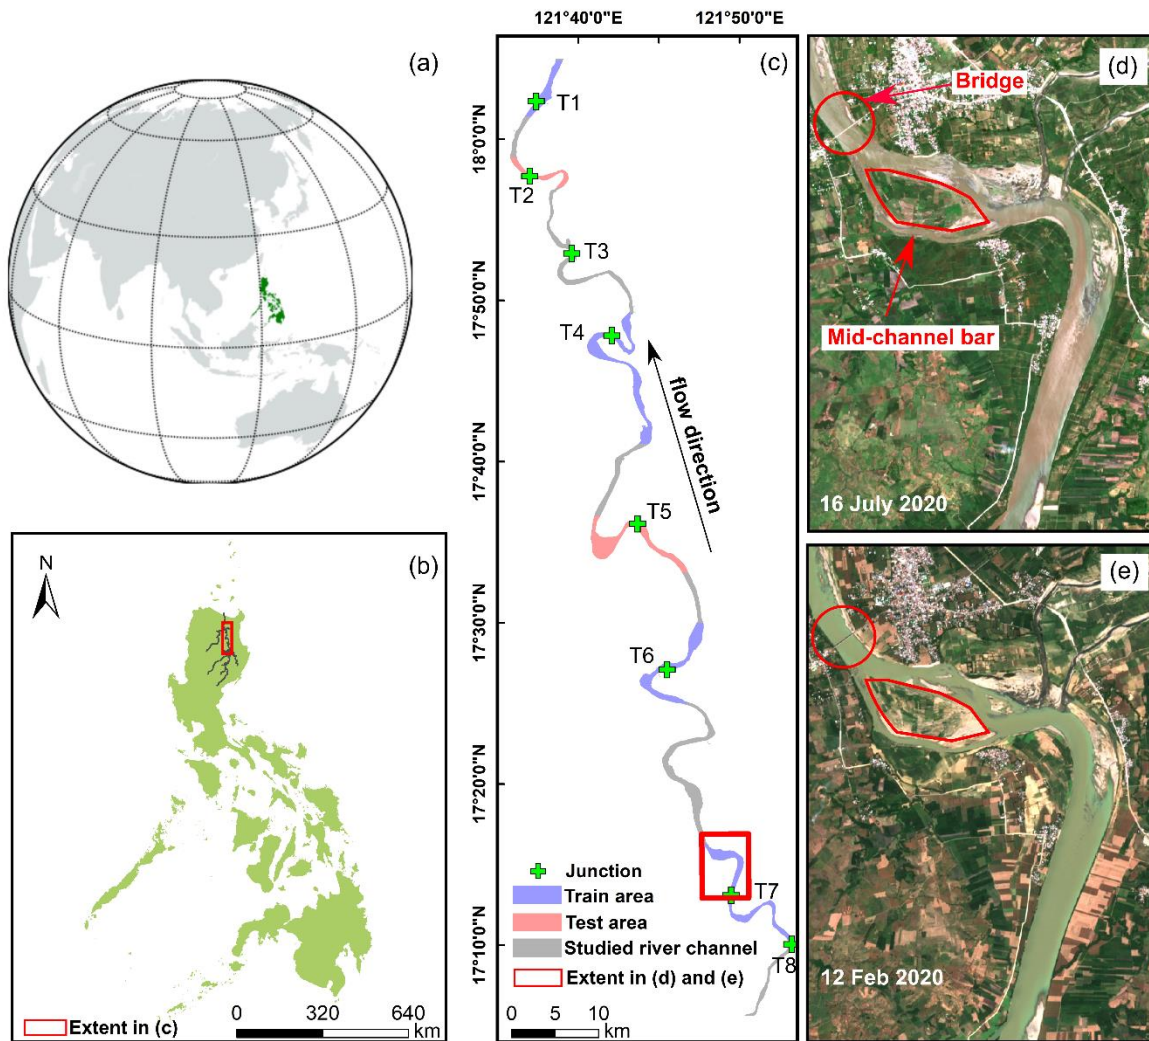 (a)
N
(b)
Extent in (c)
0 320 640
km
121°40'0"E 121°50'0"E
(c)
18°0'0"N
17°50'0"N
17°40'0"N
17°30'0"N
17°20'0"N
17°10'0"N
T1
T2
T3
T4
flow direction
T5
T6
T7
T8
Junction
Train area
Test area
Studied river channel
Extent in (d) and (e)
0 5 10
km
(d)
Bridge
Mid-channel bar
16 July 2020
(e)
12 Feb 2020